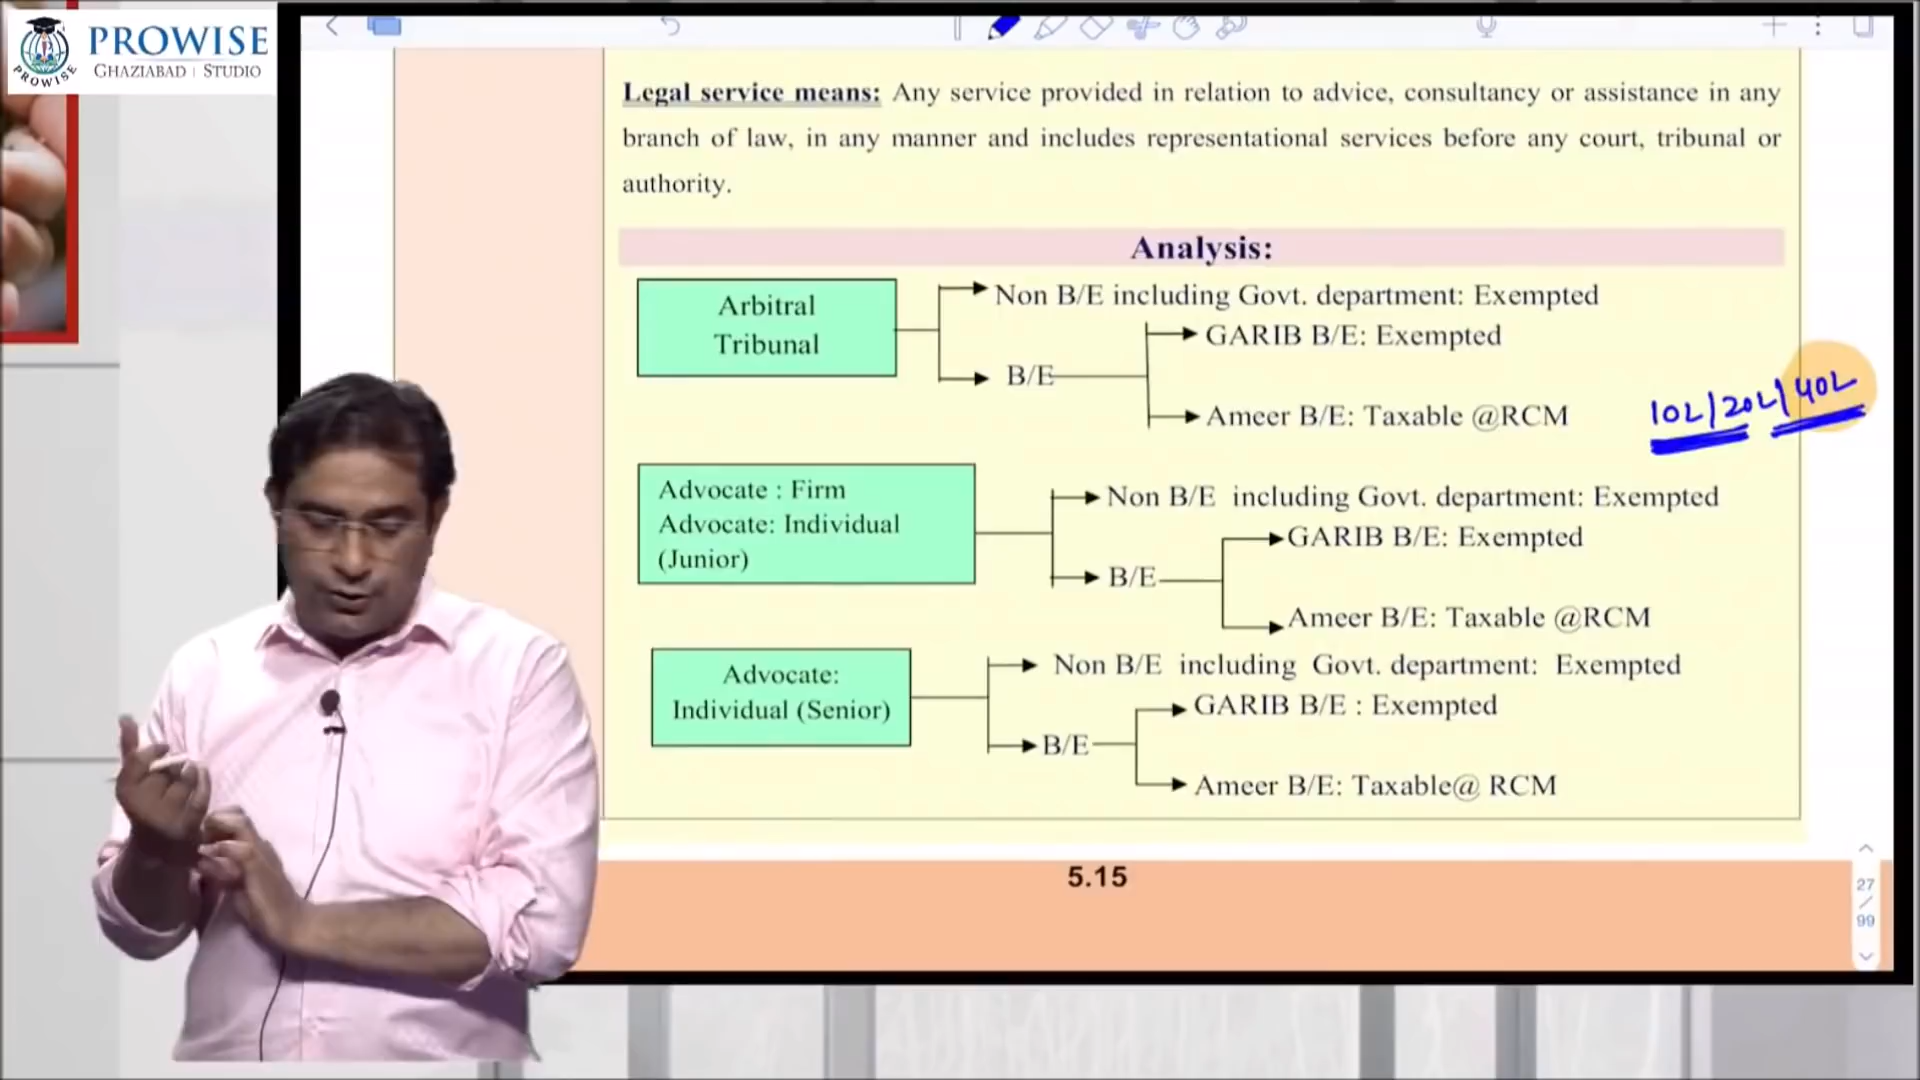 PROWISE
GHAZIABAD | STUDIO
PROWISE
Legal service means: Any service provided in relation to advice, consultancy or assistance in any
branch of law, in any manner and includes representational services before any court, tribunal or
authority.
Analysis:
Arbitral
Tribunal
Non B/E including Govt. department: Exempted
GARIB B/E: Exempted
B/E
Ameer B/E: Taxable @RCM
10L/20L/40L
Advocate : Firm
Advocate: Individual
(Junior)
Non B/E including Govt. department: Exempted
GARIB B/E: Exempted
B/E
Ameer B/E: Taxable @RCM
Advocate:
Individual (Senior)
Non B/E including Govt. department: Exempted
GARIB B/E : Exempted
B/E
Ameer B/E: Taxable@ RCM
5.15
27
/
99